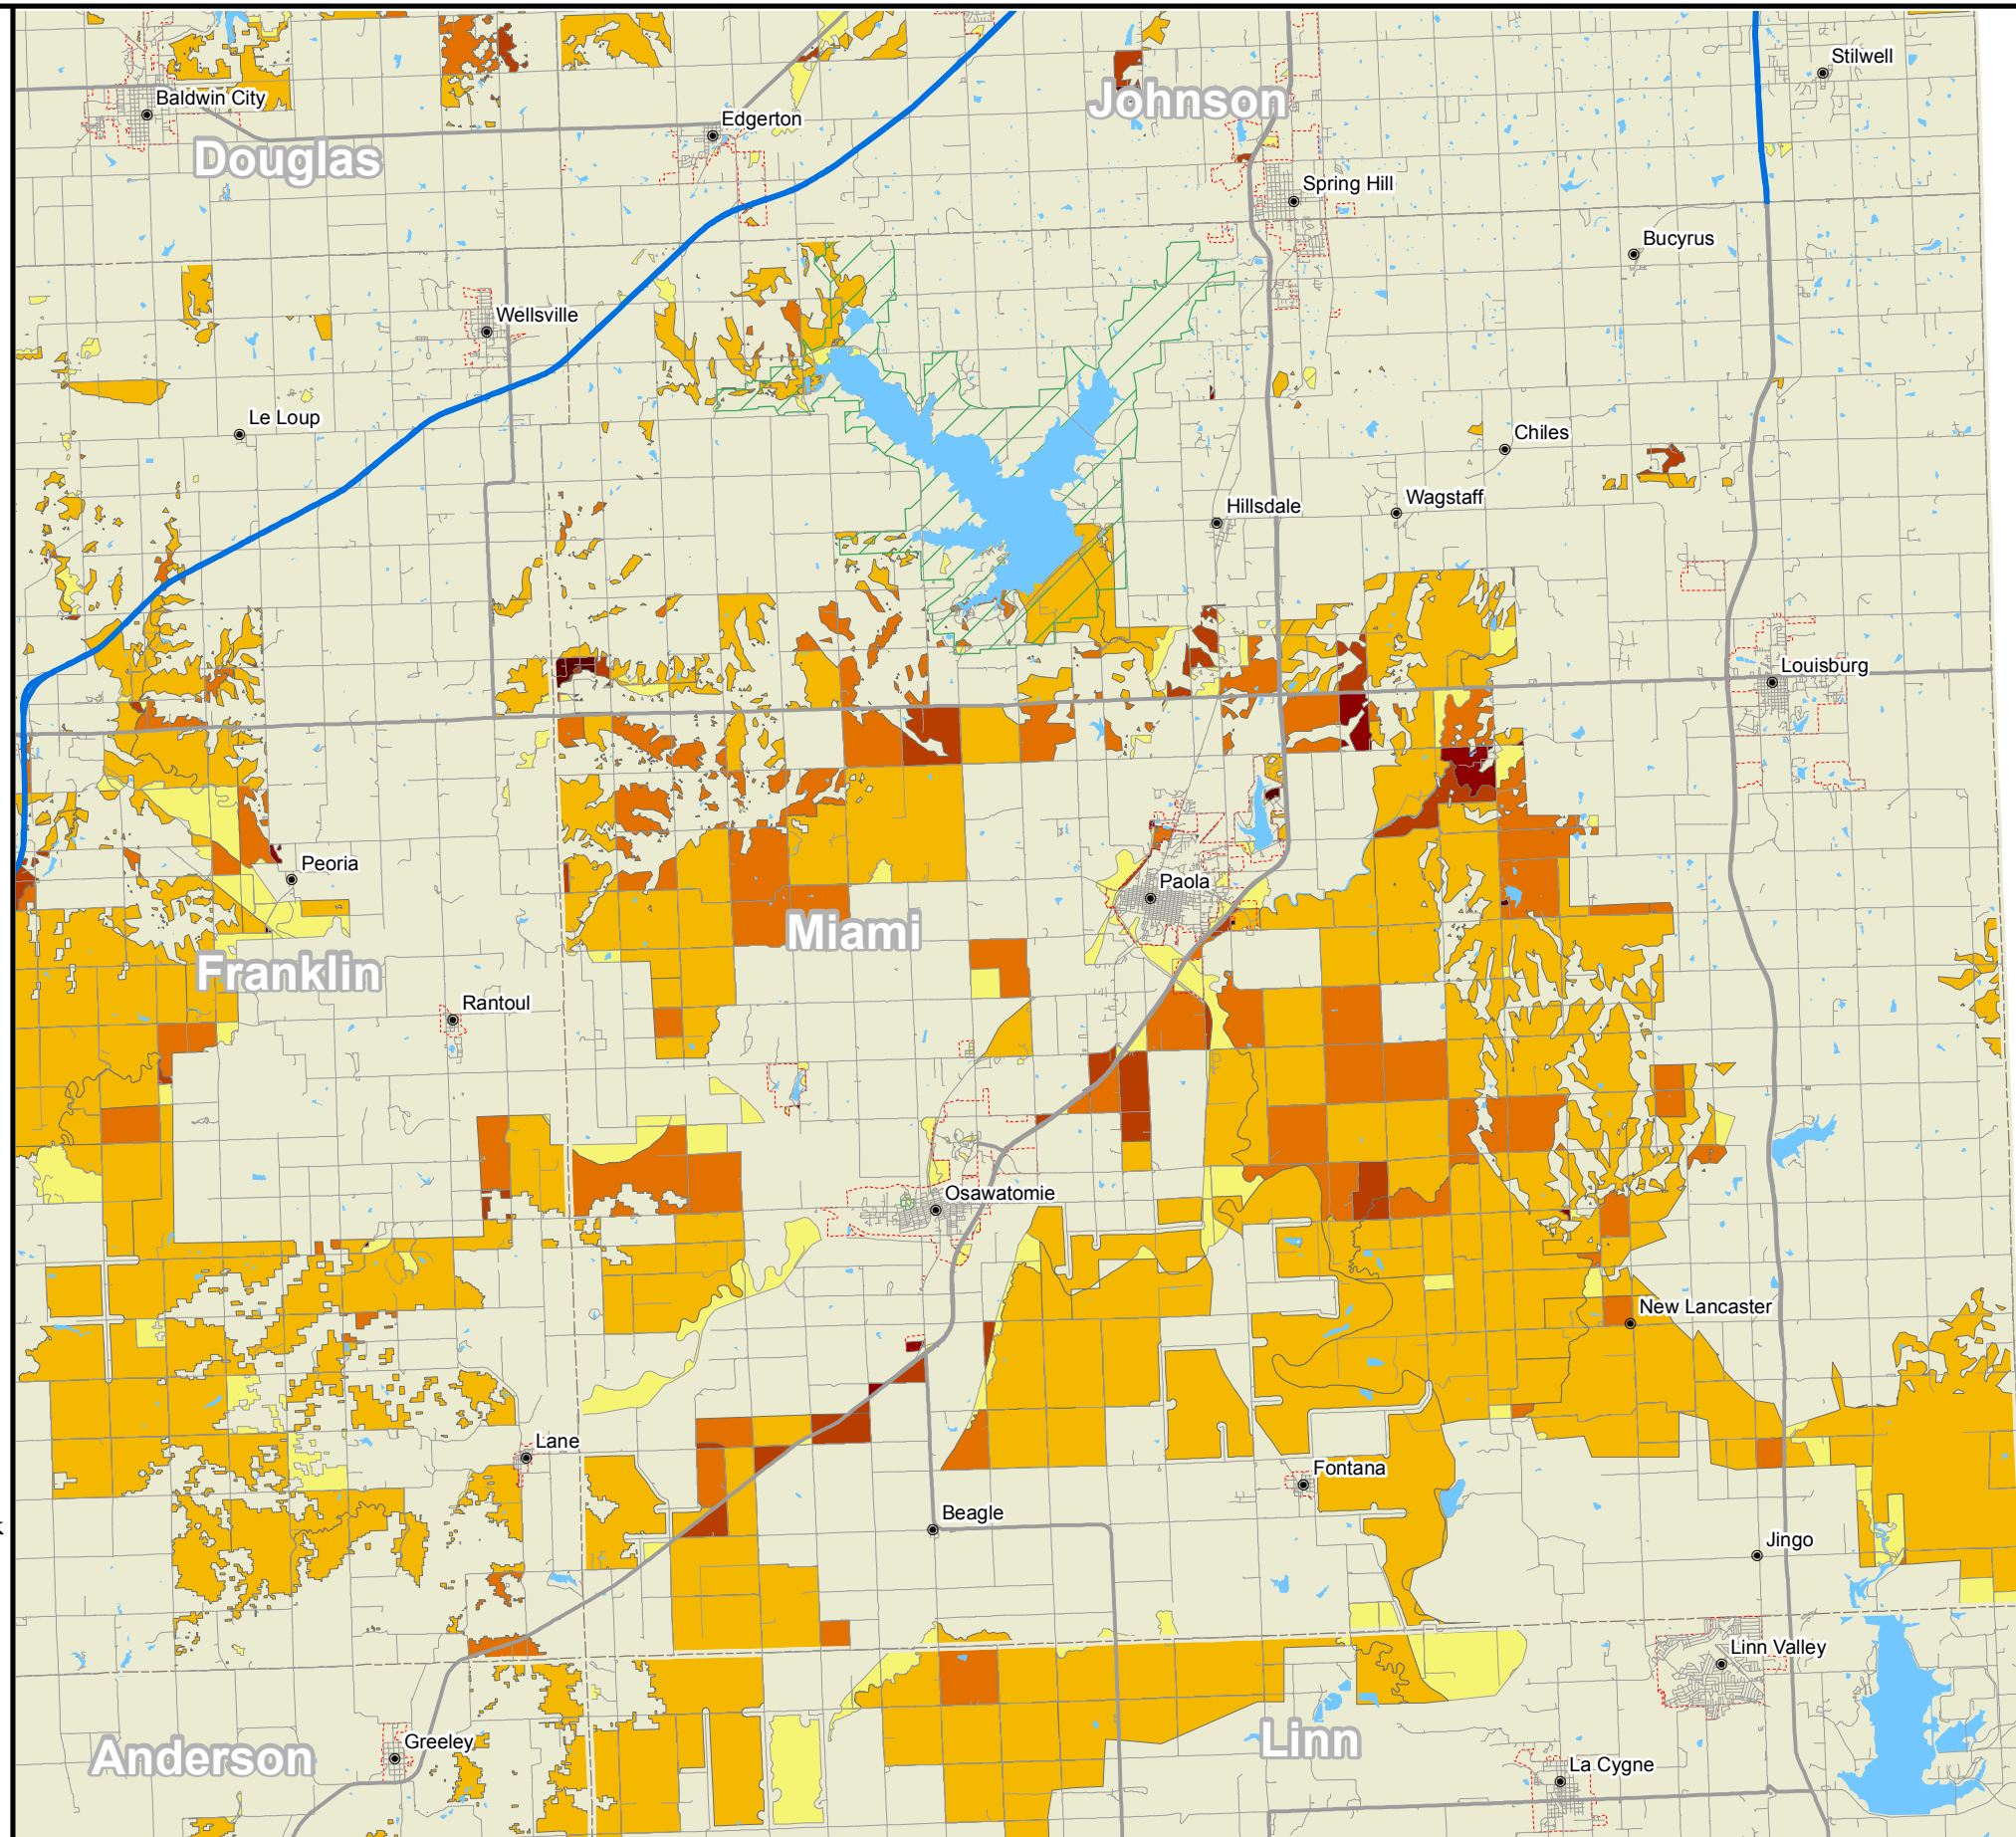 Stilwell
Baldwin City
Johnson
Edgerton
Douglas
Spring Hill
Bucyrus
Wellsville
Le Loup
Chiles
Wagstaff
Hillsdale
Louisburg
Peoria
Paola
Miami
Franklin
Rantoul
Osawatomie
New Lancaster
Lane
Fontana
Beagle
Jingo
Linn Valley
Linn
Greeley
Anderson
La Cygne